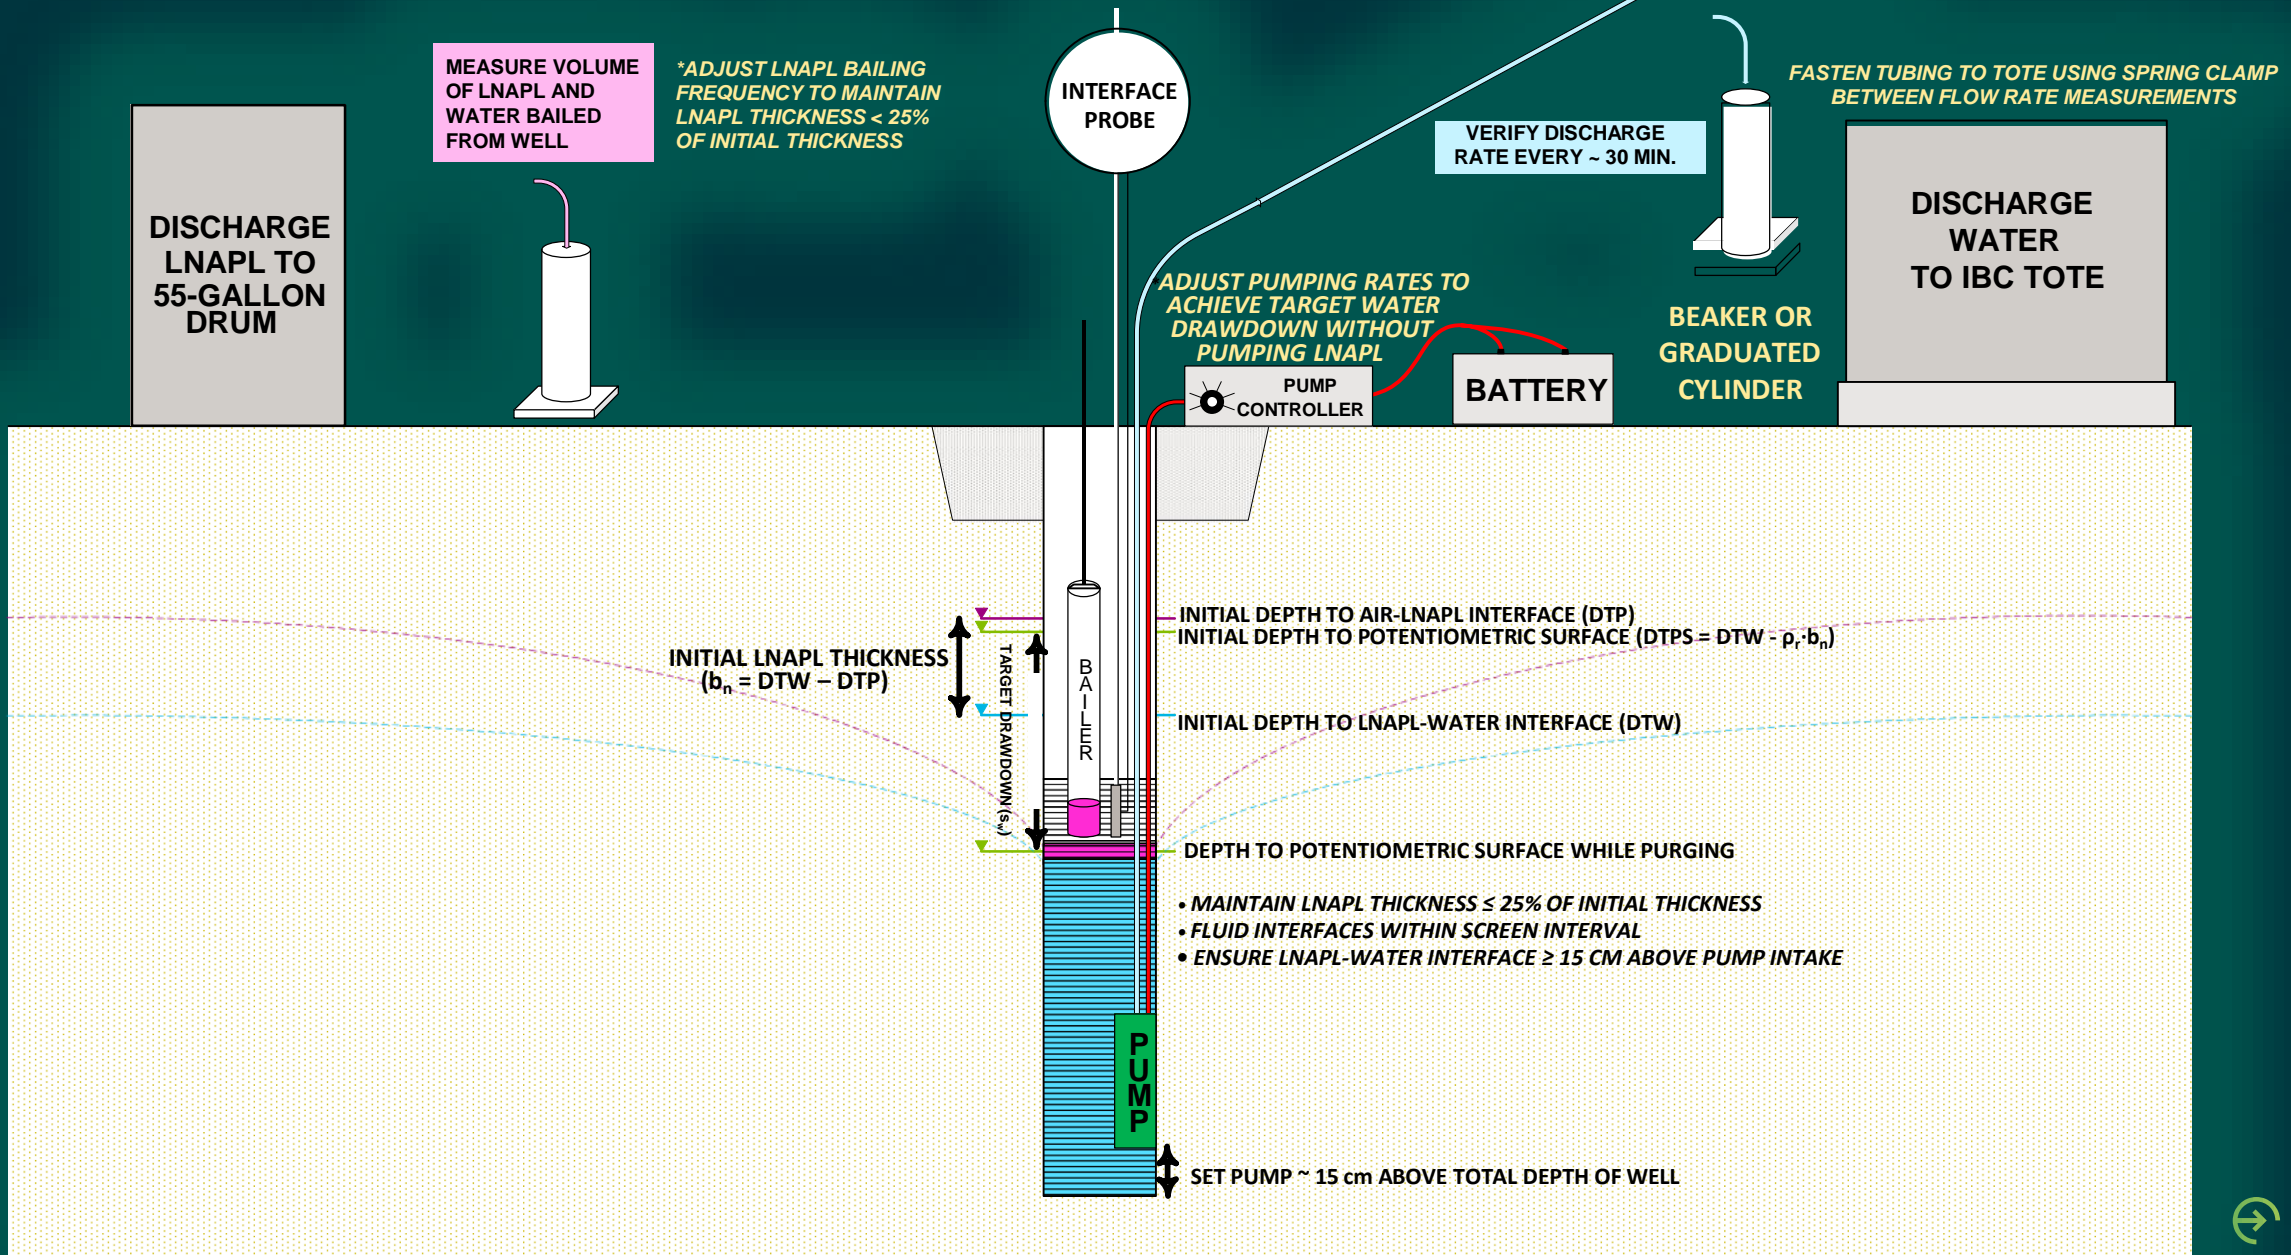 MEASURE VOLUME
OF LNAPL AND
WATER BAILED
FROM WELL
*ADJUST LNAPL BAILING
FREQUENCY TO MAINTAIN
LNAPL THICKNESS < 25%
OF INITIAL THICKNESS
INTERFACE
PROBE
VERIFY DISCHARGE
RATE EVERY ~ 30 MIN.
FASTEN TUBING TO TOTE USING SPRING CLAMP
BETWEEN FLOW RATE MEASUREMENTS
DISCHARGE
LNAPL TO
55-GALLON
DRUM
DISCHARGE
WATER
TO IBC TOTE
*ADJUST PUMPING RATES TO
ACHIEVE TARGET WATER
DRAWDOWN WITHOUT
PUMPING LNAPL
BEAKER OR
GRADUATED
CYLINDER
PUMP
CONTROLLER
BATTERY
INITIAL DEPTH TO AIR-LNAPL INTERFACE (DTP)
INITIAL DEPTH TO POTENTIOMETRIC SURFACE (DTPS = DTW - ρr·bn)
INITIAL LNAPL THICKNESS
(bn = DTW – DTP)
TARGET DRAWDOWN (sw)
BAILER
INITIAL DEPTH TO LNAPL-WATER INTERFACE (DTW)
DEPTH TO POTENTIOMETRIC SURFACE WHILE PURGING
• MAINTAIN LNAPL THICKNESS ≤ 25% OF INITIAL THICKNESS
• FLUID INTERFACES WITHIN SCREEN INTERVAL
• ENSURE LNAPL-WATER INTERFACE ≥ 15 CM ABOVE PUMP INTAKE
PUMP
SET PUMP ~ 15 cm ABOVE TOTAL DEPTH OF WELL